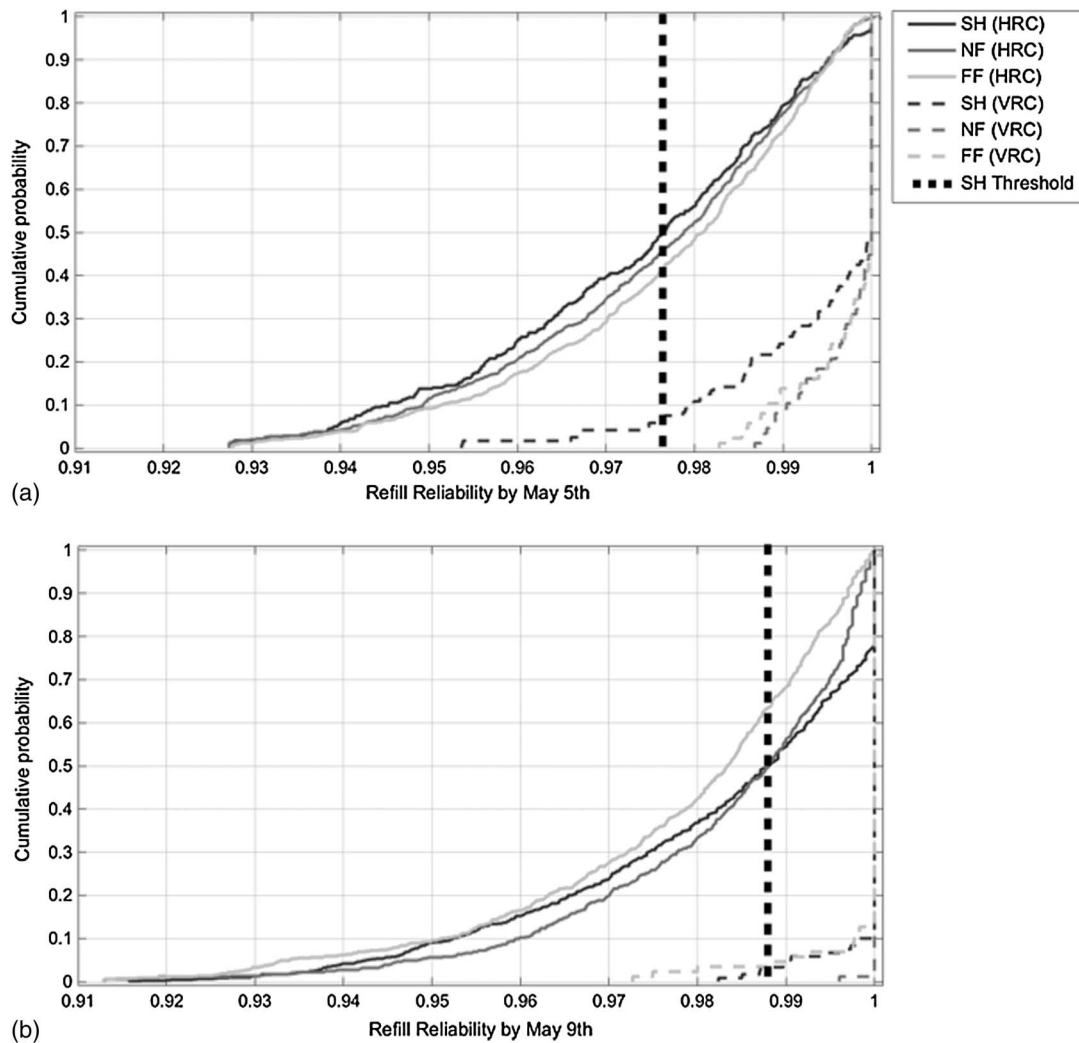 1
0.9
0.8
0.7
0.6
0.5
0.4
0.3
0.2
0.1
0
Cumulative probability
0.91 0.92 0.93 0.94 0.95 0.96 0.97 0.98 0.99 1
Refill Reliability by May 5th
(a)
SH (HRC)
NF (HRC)
FF (HRC)
SH (VRC)
NF (VRC)
FF (VRC)
SH Threshold
1
0.9
0.8
0.7
0.6
0.5
0.4
0.3
0.2
0.1
0
Cumulative probability
0.91 0.92 0.93 0.94 0.95 0.96 0.97 0.98 0.99 1
Refill Reliability by May 9th
(b)